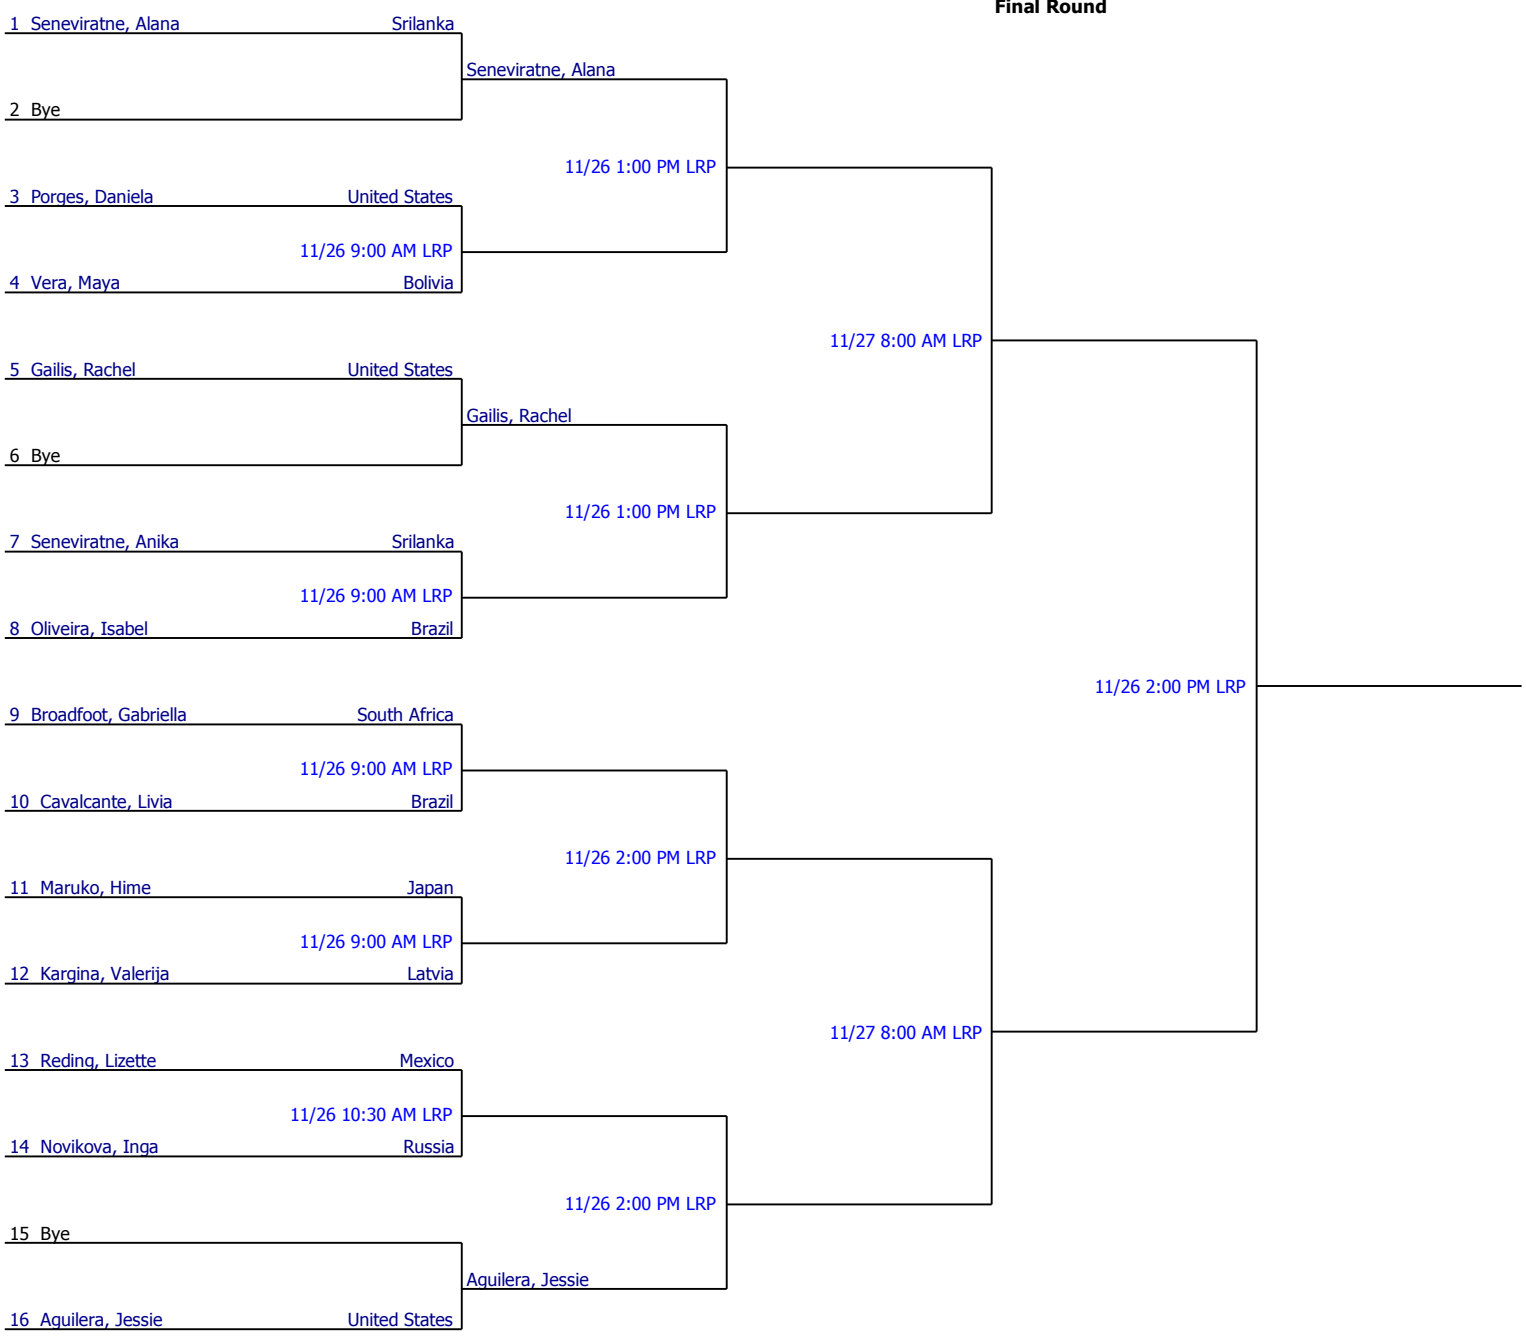 Final Round
1 Seneviratne, Alana Srilanka
Seneviratne, Alana
2 Bye
11/26 1:00 PM LRP
3 Porges, Daniela United States
11/26 9:00 AM LRP
4 Vera, Maya Bolivia
11/27 8:00 AM LRP
5 Gailis, Rachel United States
Gailis, Rachel
6 Bye
11/26 1:00 PM LRP
7 Seneviratne, Anika Srilanka
11/26 9:00 AM LRP
8 Oliveira, Isabel Brazil
11/26 2:00 PM LRP
9 Broadfoot, Gabriella South Africa
11/26 9:00 AM LRP
10 Cavalcante, Livia Brazil
11/26 2:00 PM LRP
11 Maruko, Hime Japan
11/26 9:00 AM LRP
12 Kargina, Valerija Latvia
11/27 8:00 AM LRP
13 Reding, Lizette Mexico
11/26 10:30 AM LRP
14 Novikova, Inga Russia
11/26 2:00 PM LRP
15 Bye
Aguilera, Jessie
16 Aguilera, Jessie United States